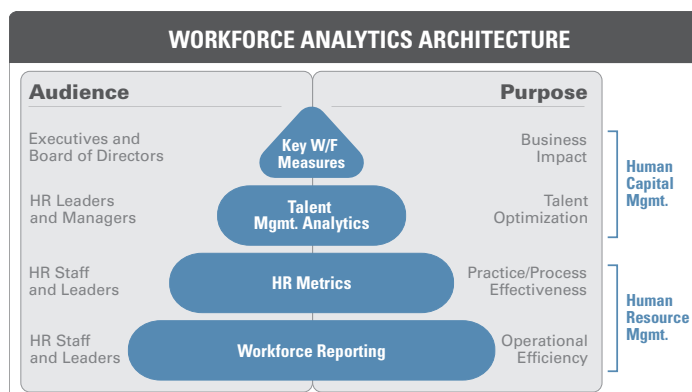 WORKFORCE ANALYTICS ARCHITECTURE
Audience
Purpose
Executives and
Board of Directors
Key W/F
Measures
Business
Impact
HR Leaders
and Managers
Talent
Mgmt. Analytics
Talent
Optimization
Human
Capital
Mgmt.
HR Staff
and Leaders
HR Metrics
Practice/Process
Effectiveness
HR Staff
and Leaders
Workforce Reporting
Operational
Efficiency
Human
Resource
Mgmt.